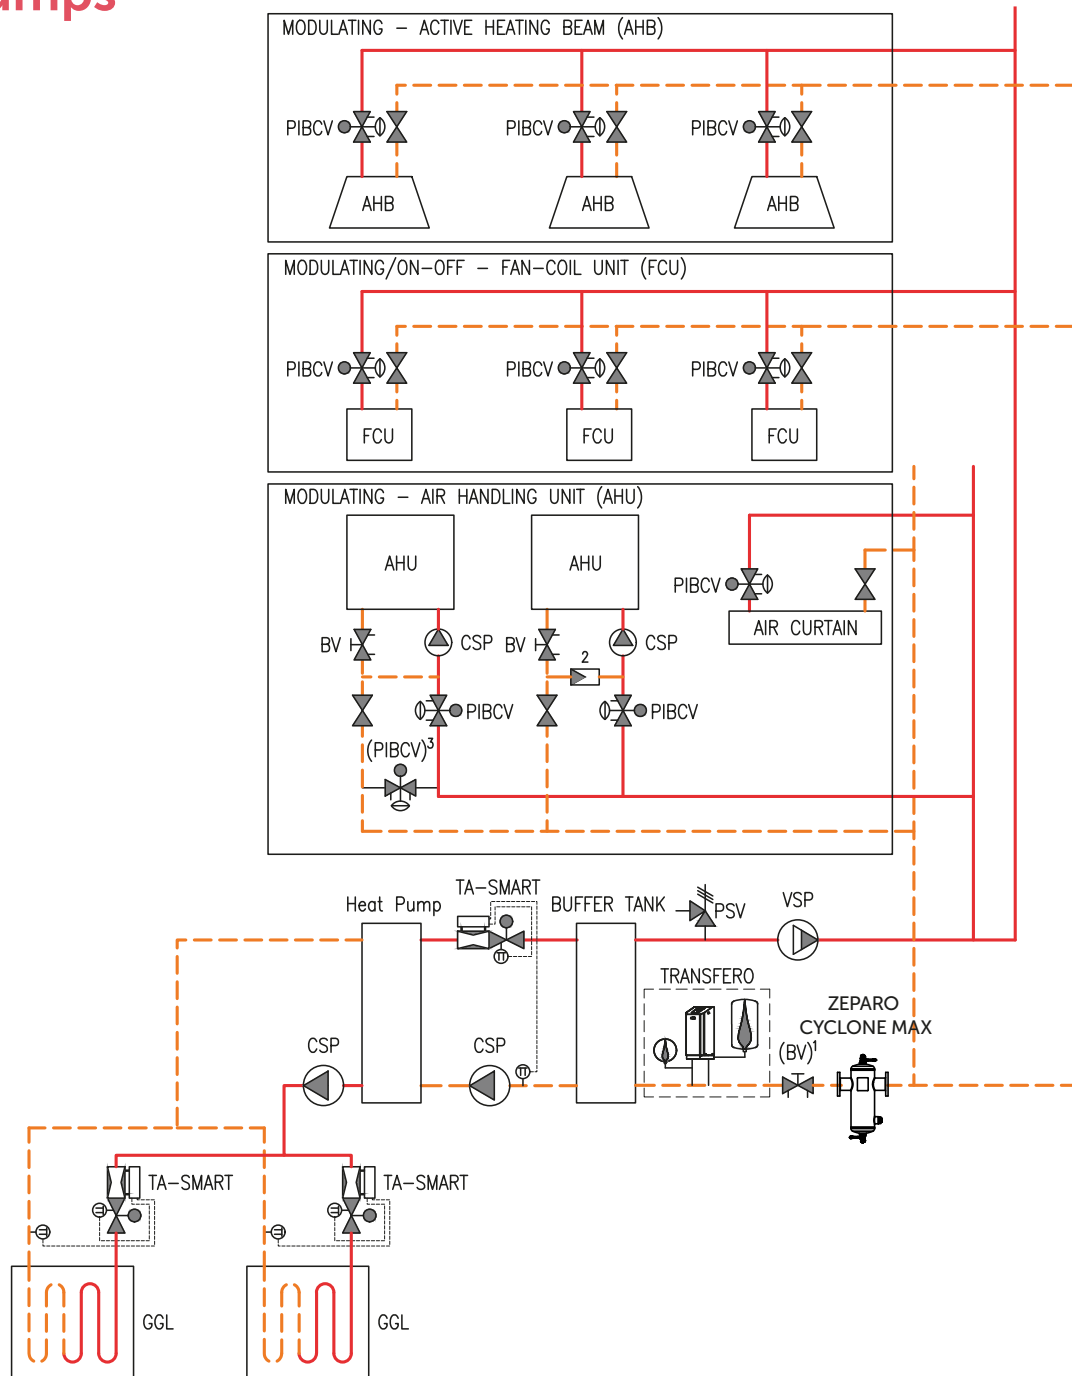 MODULATING – ACTIVE HEATING BEAM (AHB)
PIBCV PIBCV PIBCV
AHB AHB AHB
MODULATING/ON-OFF – FAN-COIL UNIT (FCU)
PIBCV PIBCV PIBCV
FCU FCU FCU
MODULATING – AIR HANDLING UNIT (AHU)
AHU AHU
PIBCV
AIR CURTAIN
BV CSP BV CSP
2
PIBCV PIBCV
(PIBCV)³
TA-SMART
Heat Pump BUFFER TANK PSV VSP
TRANSFERO
ZEPARO
CYCLONE MAX
CSP CSP (BV)¹
TA-SMART TA-SMART
GGL GGL